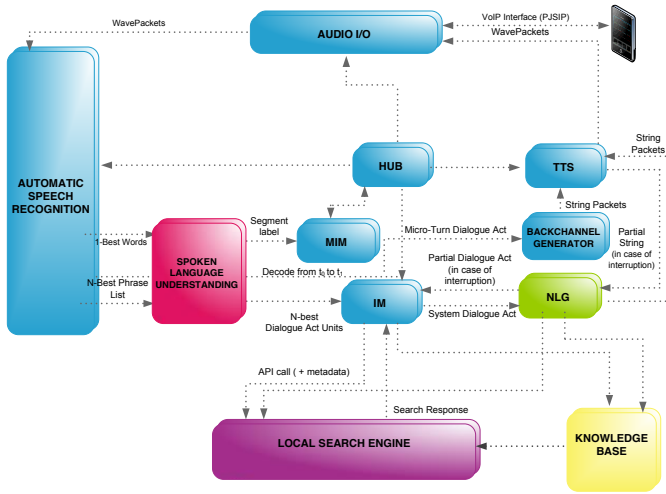 VoIP Interface (PJSIP)
WavePackets
AUDIO I/O
WavePackets
String
Packets
HUB
TTS
AUTOMATIC
SPEECH
RECOGNITION
String Packets
Segment
label
MIM
Micro-Turn Dialogue Act
BACKCHANNEL
GENERATOR
Partial
String
(in case of
interruption)
1-Best Words
SPOKEN
LANGUAGE
UNDERSTANDING
Partial Dialogue Act
(in case of
interruption)
Decode from t0 to t1
N-Best Phrase
List
IM
NLG
N-best
Dialogue Act Units
System Dialogue Act
API call ( + metadata)
Search Response
LOCAL SEARCH ENGINE
KNOWLEDGE
BASE